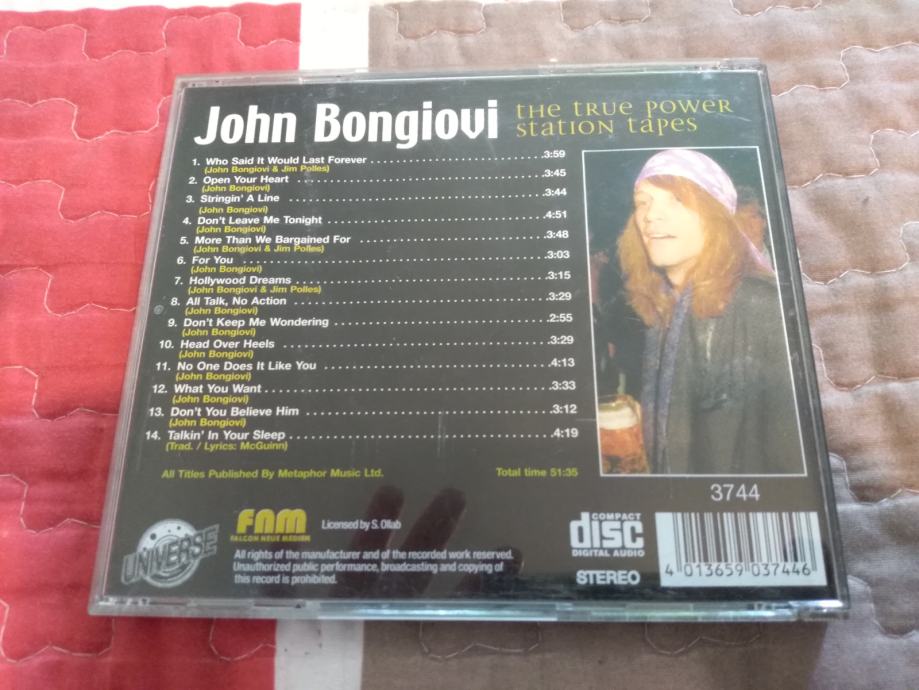 John Bongiovi
the true power
station tapes
1. Who Said It Would Last Forever 3:59
(John Bongiovi & Jim Polles)
2. Open Your Heart 3:45
(John Bongiovi)
3. Stringin' A Line 3:44
(John Bongiovi)
4. Don't Leave Me Tonight 4:51
(John Bongiovi)
5. More Than We Bargained For 3:48
(John Bongiovi & Jim Polles)
6. For You 3:03
(John Bongiovi)
7. Hollywood Dreams 3:15
(John Bongiovi & Jim Polles)
8. All Talk, No Action 3:29
(John Bongiovi)
9. Don't Keep Me Wondering 2:55
(John Bongiovi)
10. Head Over Heels 3:29
(John Bongiovi)
11. No One Does It Like You 4:13
(John Bongiovi)
12. What You Want 3:33
(John Bongiovi)
13. Don't You Believe Him 3:12
(John Bongiovi)
14. Talkin' In Your Sleep 4:19
(Trad. / Lyrics: McGuinn)
All Titles Published By Metaphor Music Ltd. Total time 51:35
3744
UNIVERSE
FNM
FALCON NEUE MEDIEN
Licensed by S. Ollab
All rights of the manufacturer and of the recorded work reserved.
Unauthorized public performance, broadcasting and copying of
this record is prohibited.
COMPACT
disc
DIGITAL AUDIO
STEREO
4 013659 037446